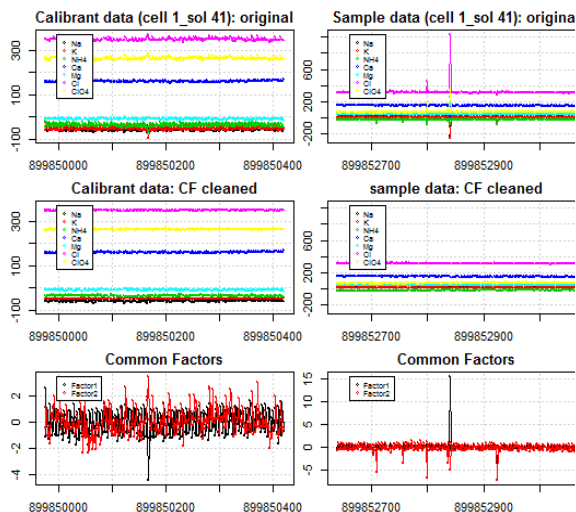 Calibrant data (cell 1_sol 41): original
Sample data (cell 1_sol 41): origina
-100 100 300
Na
K
NH4
Ca
Mg
Cl
ClO4
899850000 899850200 899850400
-200 200 600 1000
Na
K
NH4
Ca
Mg
Cl
ClO4
899852700 899852900
Calibrant data: CF cleaned
sample data: CF cleaned
-100 100 300
Na
K
NH4
Ca
Mg
Cl
ClO4
899850000 899850200 899850400
-200 200 600 1000
Na
K
NH4
Ca
Mg
Cl
ClO4
899852700 899852900
Common Factors
Common Factors
-4 -2 0 2
Factor1
Factor2
899850000 899850200 899850400
-5 0 5 10 15
Factor1
Factor2
899852700 899852900